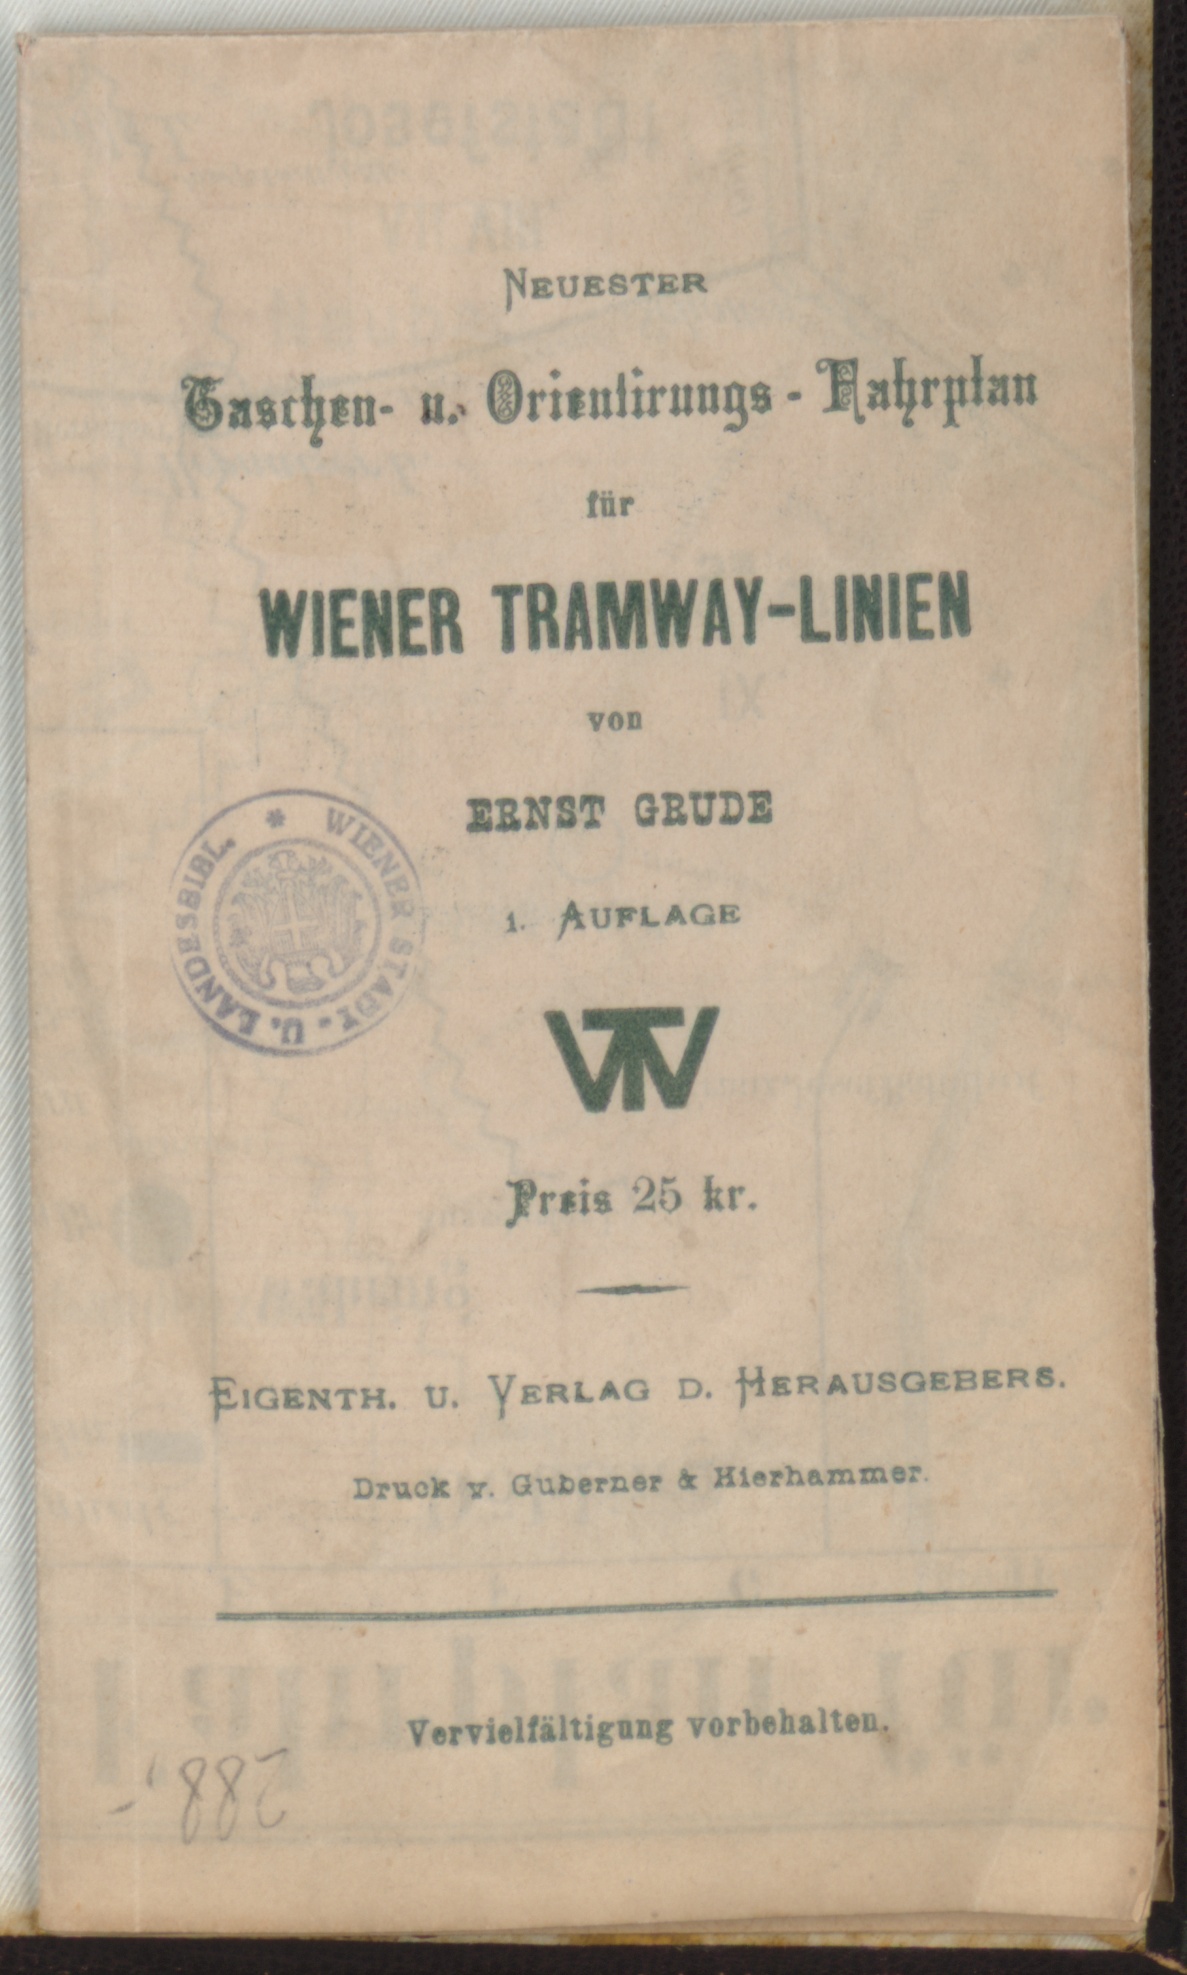 NEUESTER
Taschen- u. Orientirungs - Fahrplan
für
WIENER TRAMWAY-LINIEN
von
ERNST GRUDE
1. AUFLAGE
WIENER STADT- U. LANDESBIBL. *
WTV
Preis 25 kr.
EIGENTH. U. VERLAG D. HERAUSGEBERS.
Druck v. Guberner & Hierhammer.
Vervielfältigung vorbehalten.
288,-